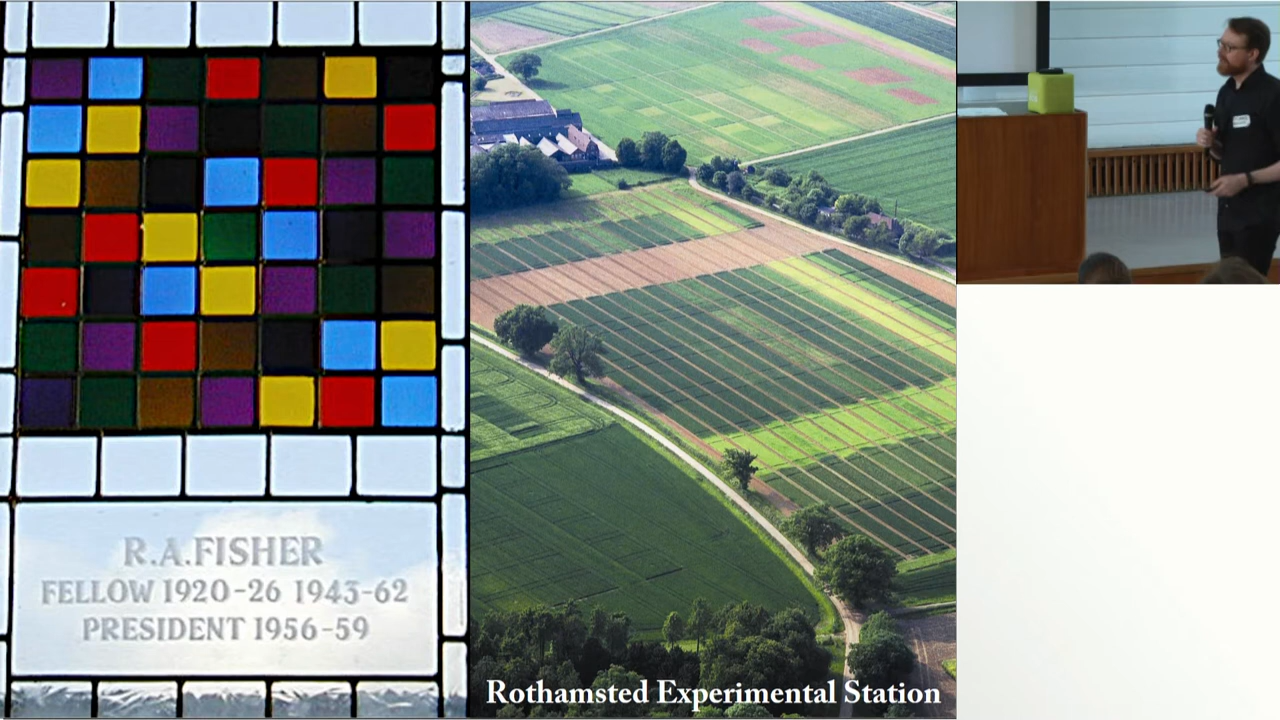 R.A.FISHER
FELLOW 1920-26 1943-62
PRESIDENT 1956-59
Rothamsted Experimental Station